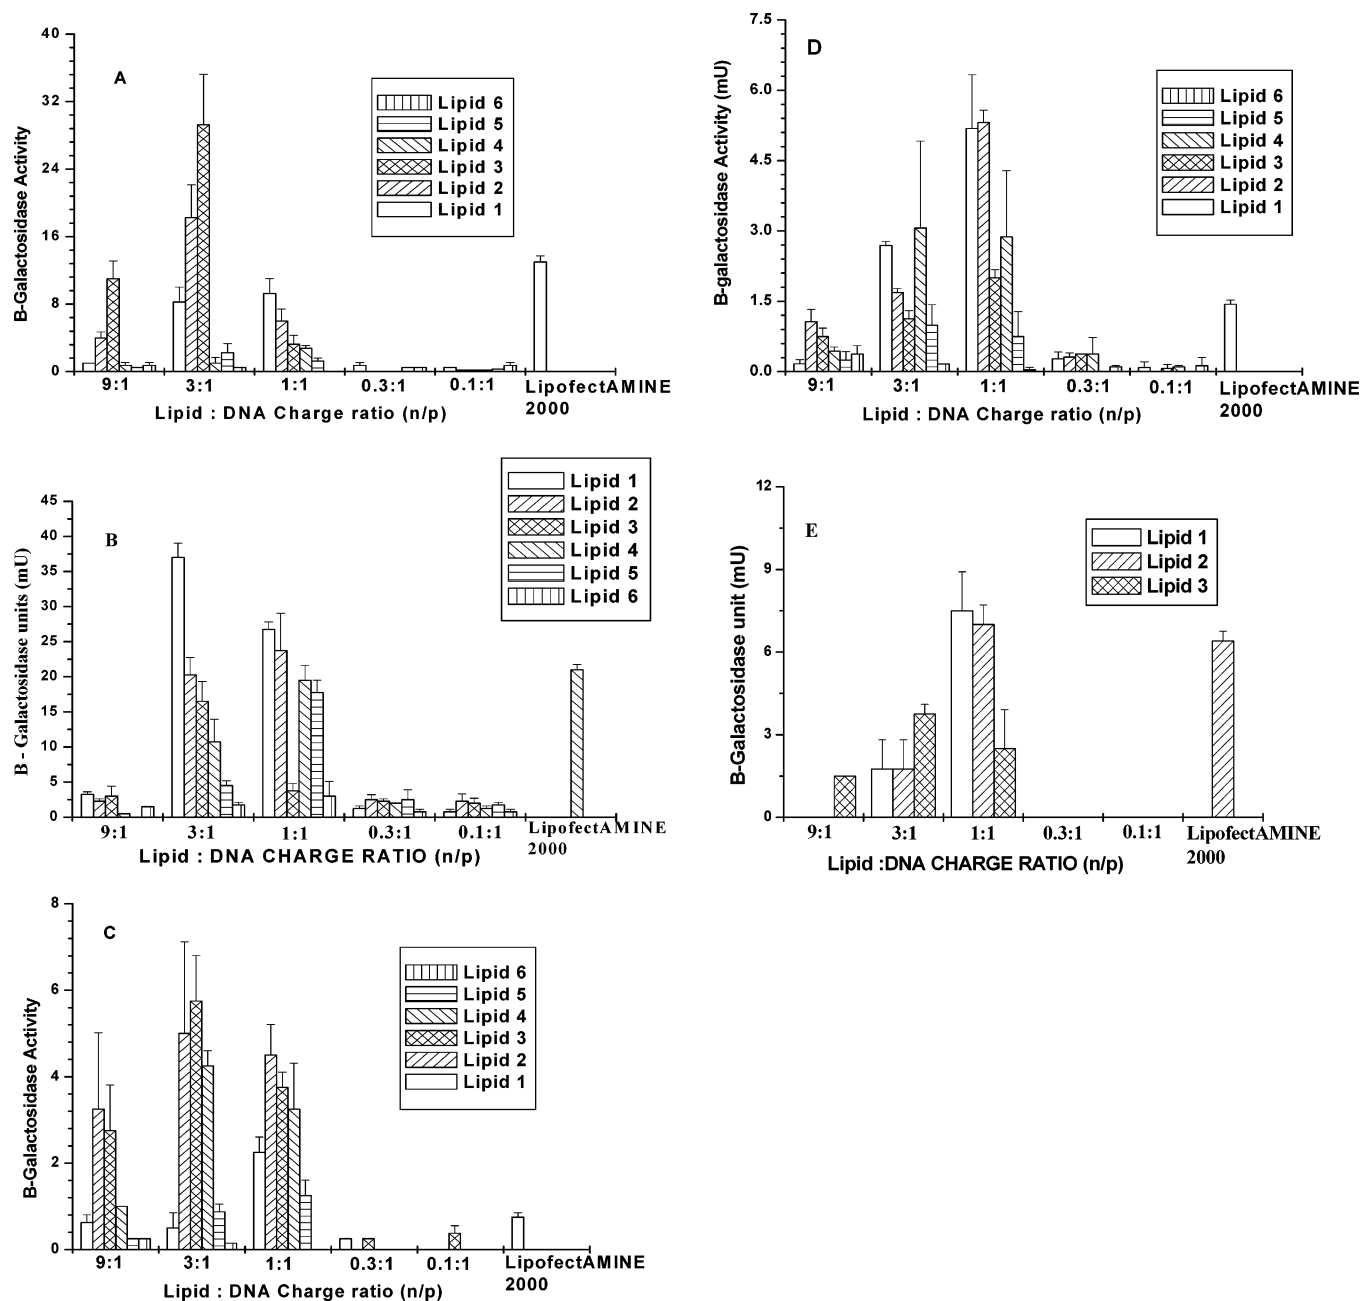 A
B-Galactosidase Activity
40
32
24
16
8
0
Lipid 6
Lipid 5
Lipid 4
Lipid 3
Lipid 2
Lipid 1
9:1 3:1 1:1 0.3:1 0.1:1 LipofectAMINE
2000
Lipid : DNA Charge ratio (n/p)
D
B-galactosidase Activity (mU)
7.5
6.0
4.5
3.0
1.5
0.0
Lipid 6
Lipid 5
Lipid 4
Lipid 3
Lipid 2
Lipid 1
9:1 3:1 1:1 0.3:1 0.1:1 LipofectAMINE
2000
Lipid : DNA Charge ratio (n/p)
B
B - Galactosidase units (mU)
45
40
35
30
25
20
15
10
5
0
Lipid 1
Lipid 2
Lipid 3
Lipid 4
Lipid 5
Lipid 6
9:1 3:1 1:1 0.3:1 0.1:1 LipofectAMINE
2000
Lipid : DNA CHARGE RATIO (n/p)
E
B-Galactosidase unit (mU)
12
9
6
3
0
Lipid 1
Lipid 2
Lipid 3
9:1 3:1 1:1 0.3:1 0.1:1 LipofectAMINE
2000
Lipid :DNA CHARGE RATIO (n/p)
C
B-Galactosidase Activity
8
6
4
2
0
Lipid 6
Lipid 5
Lipid 4
Lipid 3
Lipid 2
Lipid 1
9:1 3:1 1:1 0.3:1 0.1:1 LipofectAMINE
2000
Lipid : DNA Charge ratio (n/p)